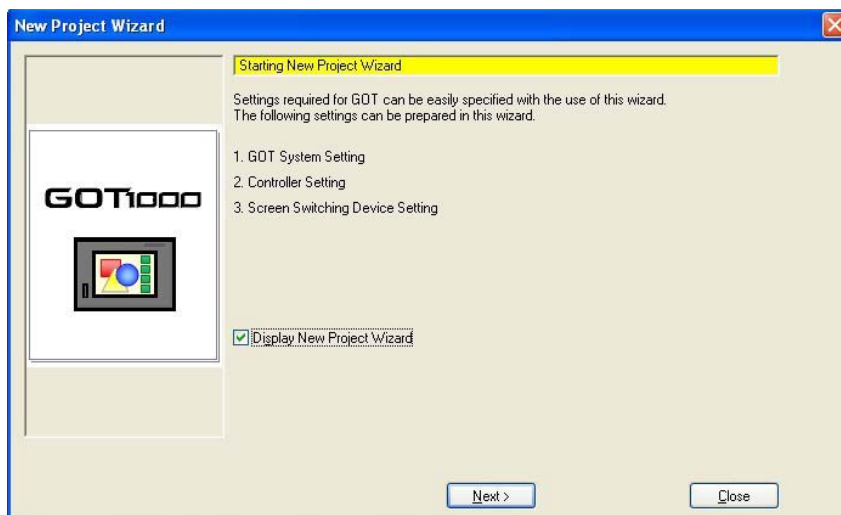 New Project Wizard
Starting New Project Wizard
Settings required for GOT can be easily specified with the use of this wizard.
The following settings can be prepared in this wizard.
1. GOT System Setting
2. Controller Setting
3. Screen Switching Device Setting
GOT1000
Display New Project Wizard
Next >
Close